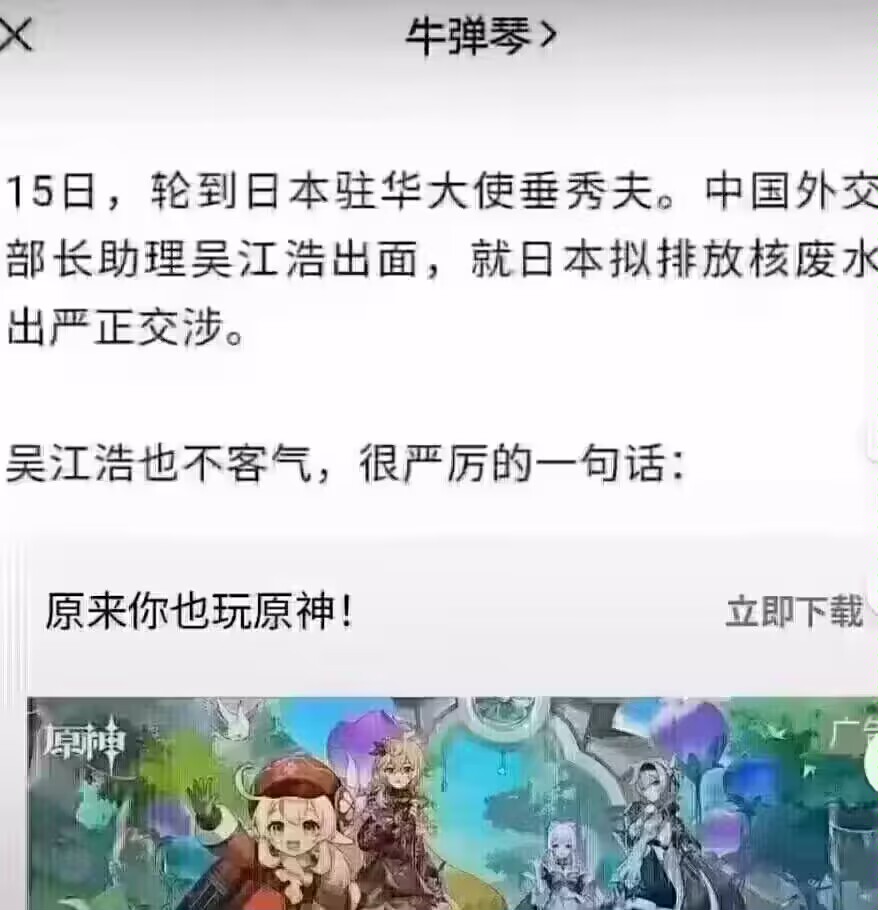 牛弹琴>
15日，轮到日本驻华大使垂秀夫。中国外交
部长助理吴江浩出面，就日本拟排放核废水
出严正交涉。
吴江浩也不客气，很严厉的一句话：
原来你也玩原神！
立即下载
原神
广告